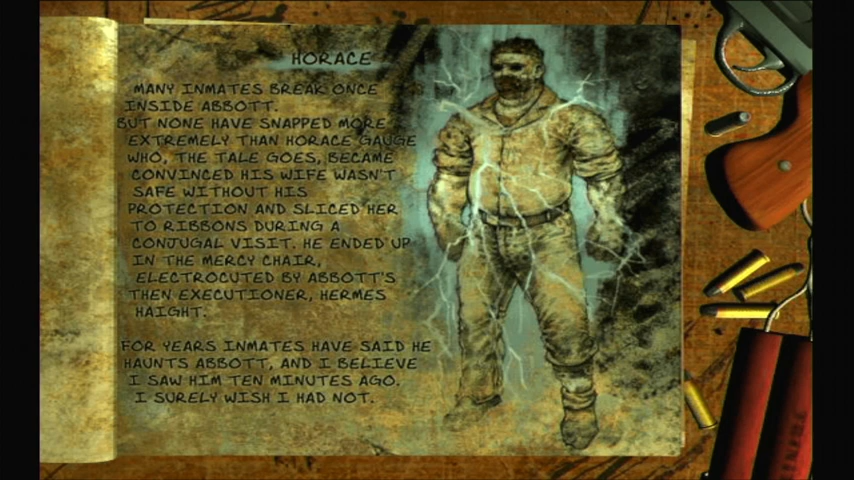 HORACE
MANY INMATES BREAK ONCE
INSIDE ABBOTT.
BUT NONE HAVE SNAPPED MORE
EXTREMELY THAN HORACE GAUGE
WHO, THE TALE GOES, BECAME
CONVINCED HIS WIFE WASN'T
SAFE WITHOUT HIS
PROTECTION AND SLICED HER
TO RIBBONS DURING A
CONJUGAL VISIT. HE ENDED UP
IN THE MERCY CHAIR,
ELECTROCUTED BY ABBOTT'S
THEN EXECUTIONER, HERMES
HAIGHT.
FOR YEARS INMATES HAVE SAID HE
HAUNTS ABBOTT, AND I BELIEVE
I SAW HIM TEN MINUTES AGO.
I SURELY WISH I HAD NOT.